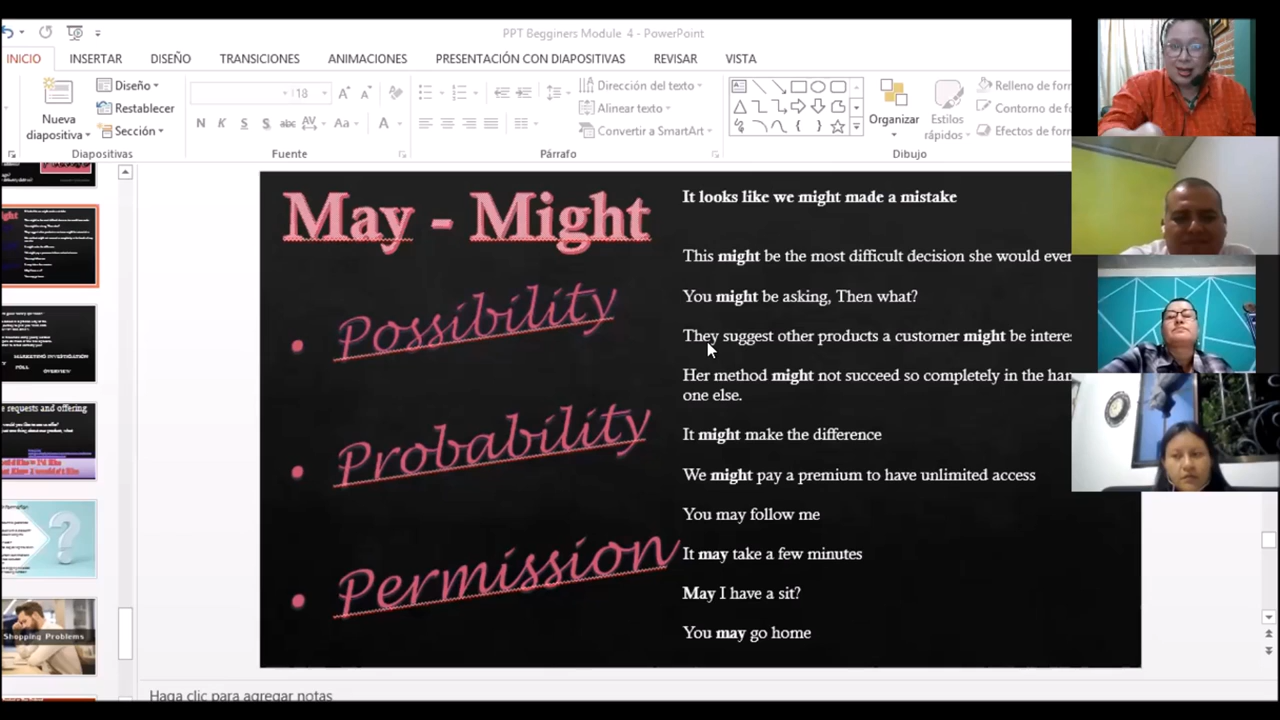 PPT Begginers Module 4 - PowerPoint
INICIO INSERTAR DISEÑO TRANSICIONES ANIMACIONES PRESENTACIÓN CON DIAPOSITIVAS REVISAR VISTA
Nueva diapositiva
Diseño
Restablecer
Sección
Diapositivas
18
N K S S abc AV Aa A
Fuente
Dirección del texto
Alinear texto
Convertir a SmartArt
Párrafo
Organizar
Estilos rápidos
Relleno de for
Contorno de fo
Efectos de form
Dibujo
Shopping Problems
May - Might
• Possibility
• Probability
• Permission
It looks like we might made a mistake
This might be the most difficult decision she would ever
You might be asking, Then what?
They suggest other products a customer might be intere
Her method might not succeed so completely in the han
one else.
It might make the difference
We might pay a premium to have unlimited access
You may follow me
It may take a few minutes
May I have a sit?
You may go home
Haga clic para agregar notas